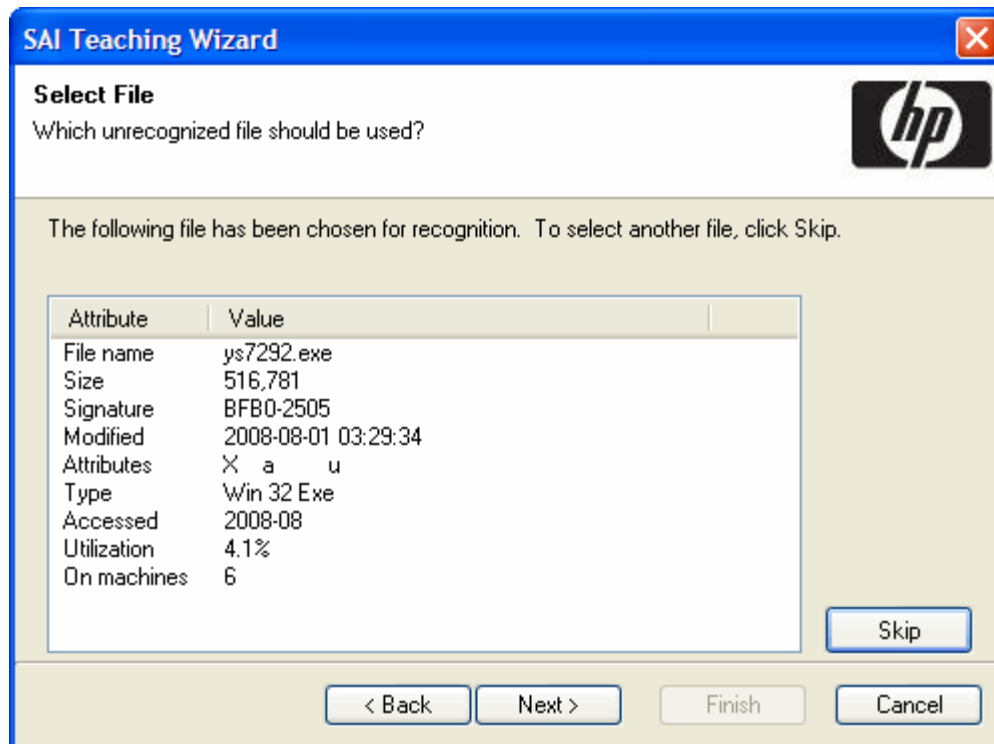 SAI Teaching Wizard
Select File
Which unrecognized file should be used?
hp
The following file has been chosen for recognition. To select another file, click Skip.
Attribute Value
File name ys7292.exe
Size 516,781
Signature BFB0-2505
Modified 2008-08-01 03:29:34
Attributes X a u
Type Win 32 Exe
Accessed 2008-08
Utilization 4.1%
On machines 6
Skip
< Back Next > Finish Cancel